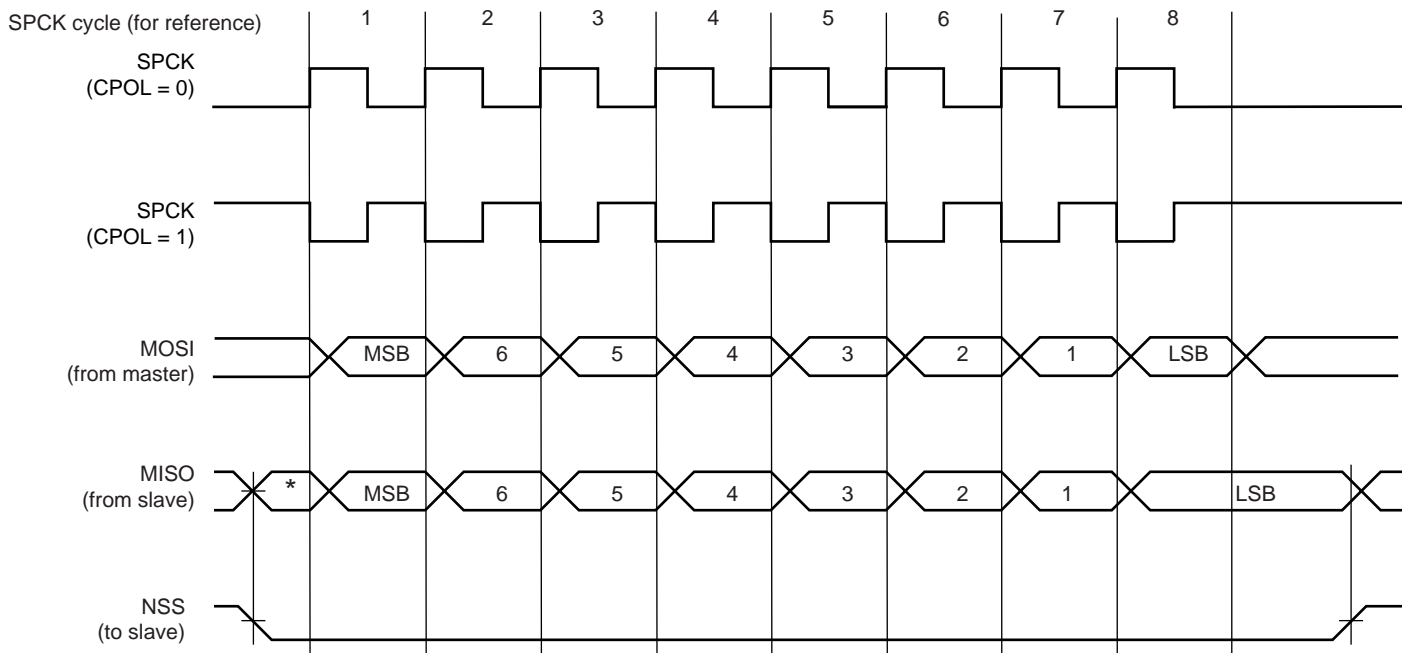 SPCK cycle (for reference) 1 2 3 4 5 6 7 8
SPCK
(CPOL = 0)
SPCK
(CPOL = 1)
MOSI
(from master)
MSB 6 5 4 3 2 1 LSB
MISO
(from slave)
* MSB 6 5 4 3 2 1 LSB
NSS
(to slave)